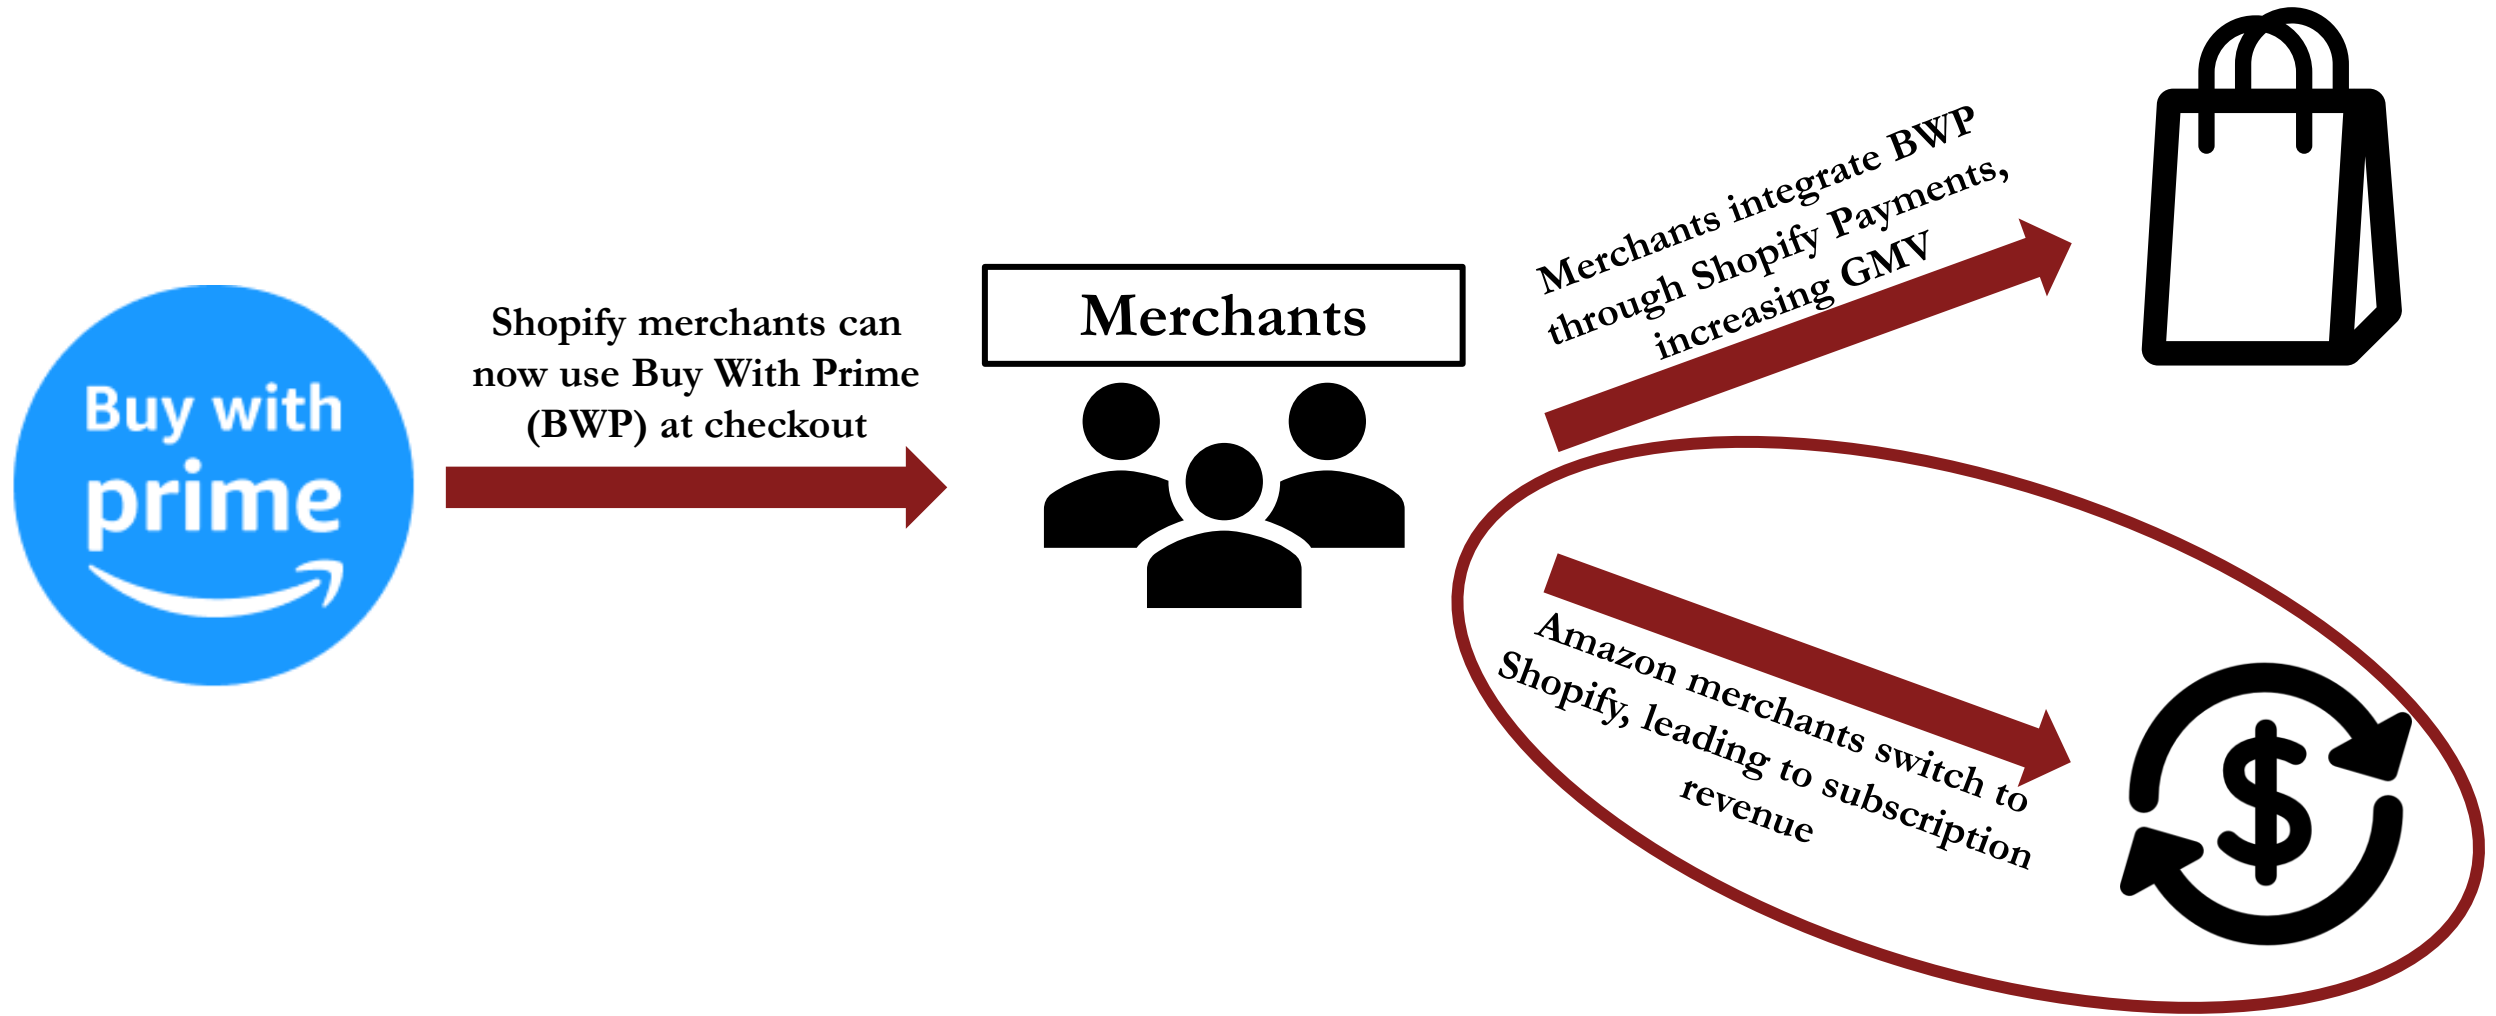 Buy with
prime
Shopify merchants can
now use Buy With Prime
(BWP) at checkout
Merchants
Merchants integrate BWP
through Shopify Payments,
increasing GMV
Amazon merchants switch to
Shopify, leading to subscription
revenue
$